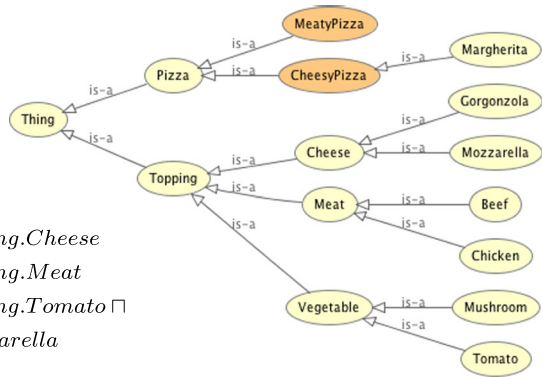 MeatyPizza
is-a
Margherita
Pizza
is-a
CheesyPizza
is-a
is-a
Gorgonzola
Thing
is-a
is-a
Cheese
is-a
Mozzarella
is-a
Topping
is-a
Meat
is-a
Beef
is-a
is-a
Chicken
ng.Cheese
ng.Meat
ng.Tomato ⊓
arella
Vegetable
is-a
Mushroom
is-a
Tomato